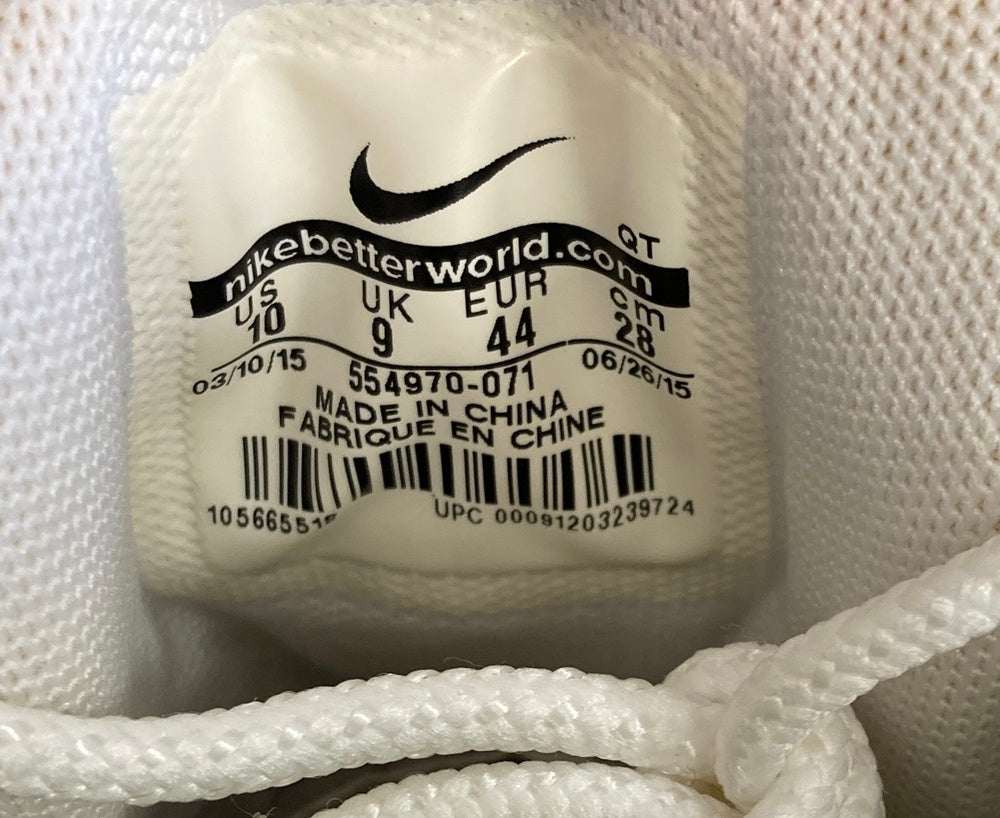 nikebetterworld.com
QT
US UK EUR cm
10 9 44 28
03/10/15 06/26/15
554970-071
MADE IN CHINA
FABRIQUE EN CHINE
UPC 00091203239724